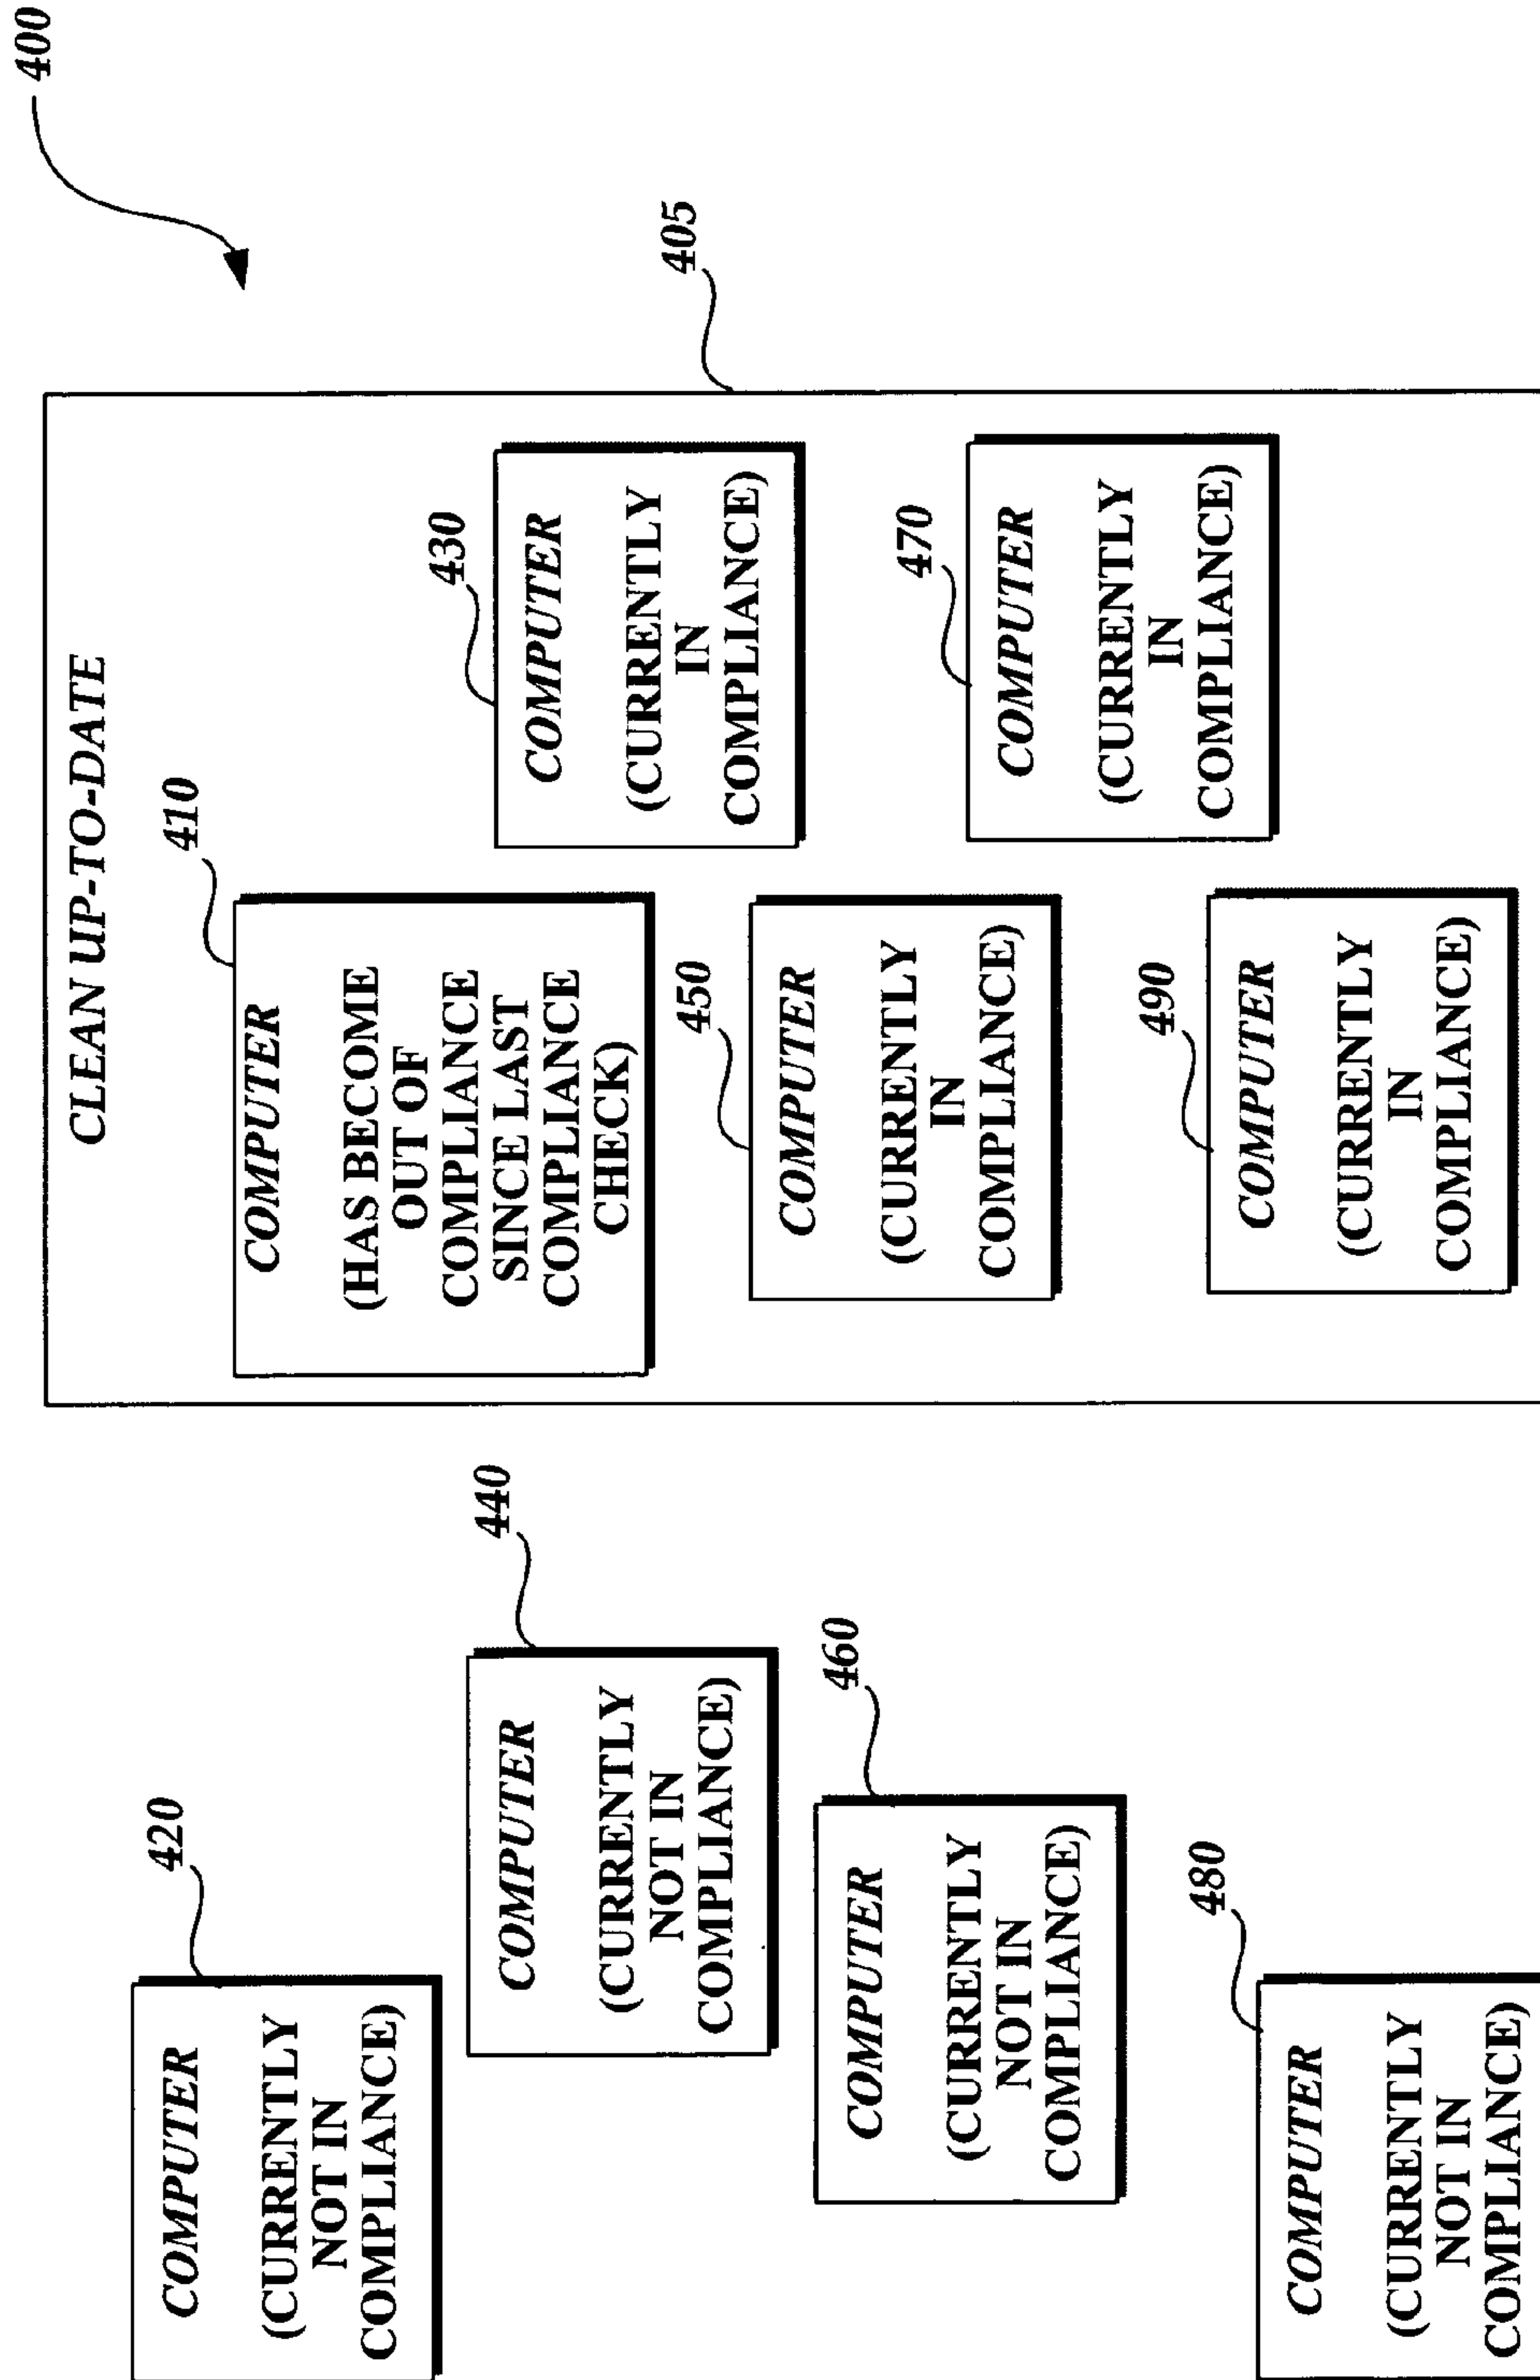 400
405
CLEAN UP-TO-DATE
410
COMPUTER
(HAS BECOME
OUT OF
COMPLIANCE
SINCE LAST
COMPLIANCE
CHECK)
430
COMPUTER
(CURRENTLY
IN
COMPLIANCE)
450
COMPUTER
(CURRENTLY
IN
COMPLIANCE)
470
COMPUTER
(CURRENTLY
IN
COMPLIANCE)
490
COMPUTER
(CURRENTLY
IN
COMPLIANCE)
420
COMPUTER
(CURRENTLY
NOT IN
COMPLIANCE)
440
COMPUTER
(CURRENTLY
NOT IN
COMPLIANCE)
460
COMPUTER
(CURRENTLY
NOT IN
COMPLIANCE)
480
COMPUTER
(CURRENTLY
NOT IN
COMPLIANCE)